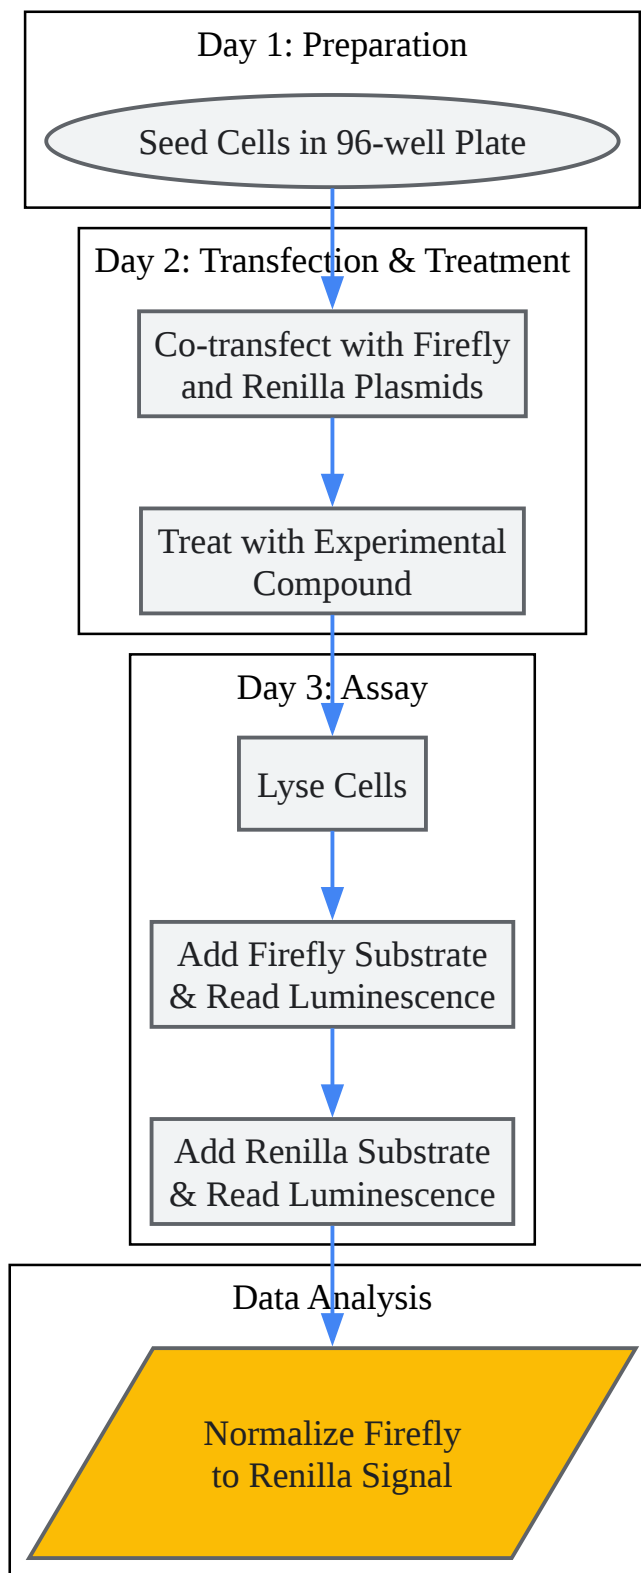 Day 1: Preparation
Seed Cells in 96-well Plate
Day 2: Transfection & Treatment
Co-transfect with Firefly
and Renilla Plasmids
Treat with Experimental
Compound
Day 3: Assay
Lyse Cells
Add Firefly Substrate
& Read Luminescence
Add Renilla Substrate
& Read Luminescence
Data Analysis
Normalize Firefly
to Renilla Signal